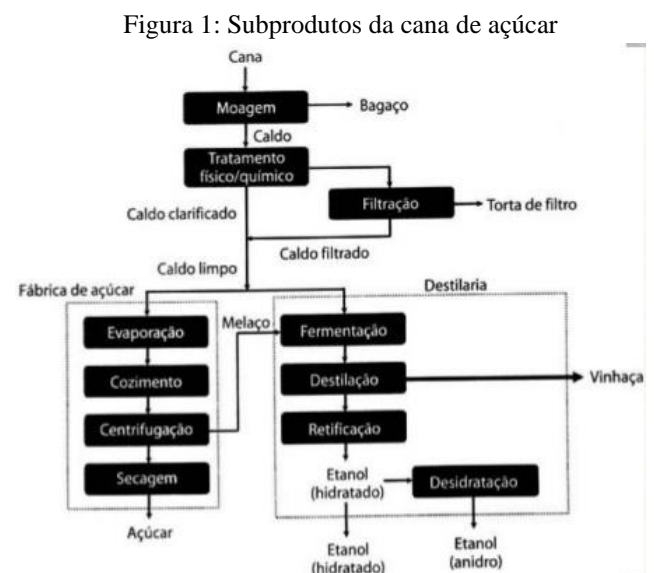 Figura 1: Subprodutos da cana de açúcar
Cana
Moagem
Bagaço
Caldo
Tratamento
físico/químico
Filtração
Torta de filtro
Caldo clarificado
Caldo filtrado
Caldo limpo
Fábrica de açúcar
Destilaria
Evaporação
Melaço
Fermentação
Cozimento
Destilação
Vinhaça
Centrifugação
Retificação
Secagem
Etanol
(hidratado)
Desidratação
Açúcar
Etanol
(hidratado)
Etanol
(anidro)